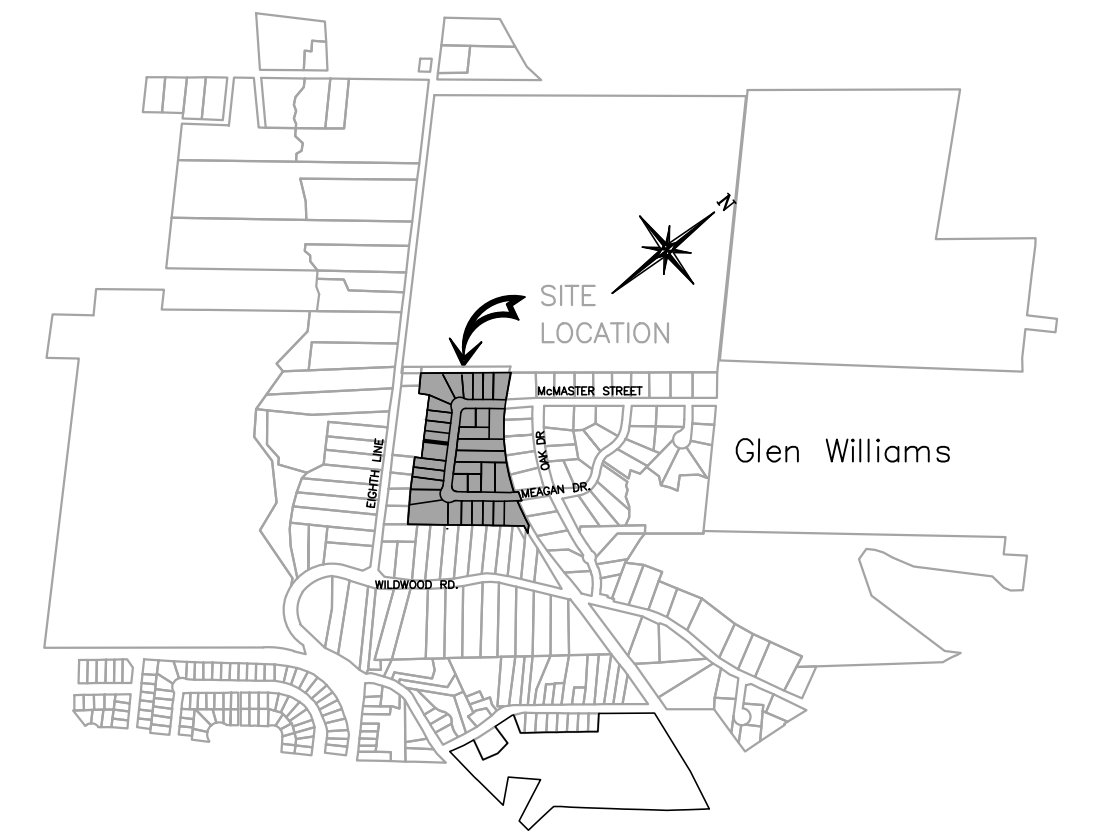 N
SITE
LOCATION
McMASTER STREET
OAK DR
Glen Williams
EIGHTH LINE
MEAGAN DR.
WILDWOOD RD.